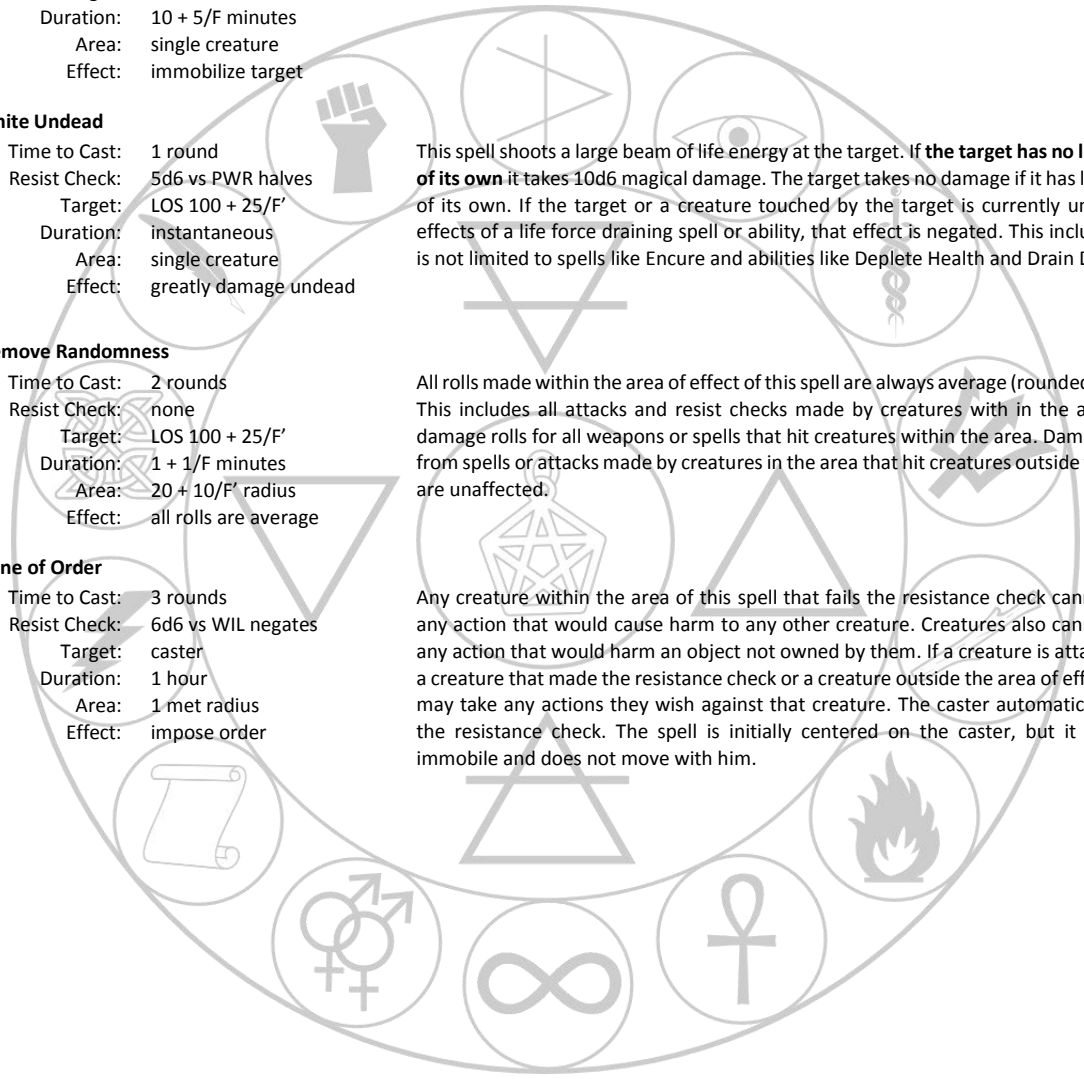 Duration: 10 + 5/F minutes
Area: single creature
Effect: immobilize target
Undead
Time to Cast: 1 round
Resist Check: 5d6 vs PWR halves
Target: LOS 100 + 25/F’
Duration: instantaneous
Area: single creature
Effect: greatly damage undead
This spell shoots a large beam of life energy at the target. If the target has no
of its own it takes 10d6 magical damage. The target takes no damage if it has
of its own. If the target or a creature touched by the target is currently
effects of a life force draining spell or ability, that effect is negated. This
is not limited to spells like Encure and abilities like Deplete Health and Drain
Randomness
Time to Cast: 2 rounds
Resist Check: none
Target: LOS 100 + 25/F’
Duration: 1 + 1/F minutes
Area: 20 + 10/F’ radius
Effect: all rolls are average
All rolls made within the area of effect of this spell are always average (rounded
This includes all attacks and resist checks made by creatures with in the
damage rolls for all weapons or spells that hit creatures within the area.
from spells or attacks made by creatures in the area that hit creatures outside
are unaffected.
of Order
Time to Cast: 3 rounds
Resist Check: 6d6 vs WIL negates
Target: caster
Duration: 1 hour
Area: 1 met radius
Effect: impose order
Any creature within the area of this spell that fails the resistance check
any action that would cause harm to any other creature. Creatures also
any action that would harm an object not owned by them. If a creature is
a creature that made the resistance check or a creature outside the area of
may take any actions they wish against that creature. The caster
the resistance check. The spell is initially centered on the caster, but it
immobile and does not move with him.